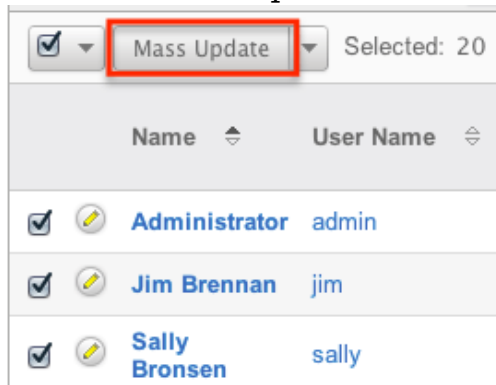 Mass Update Selected: 20
Name User Name
Administrator admin
Jim Brennan jim
Sally Bronsen sally